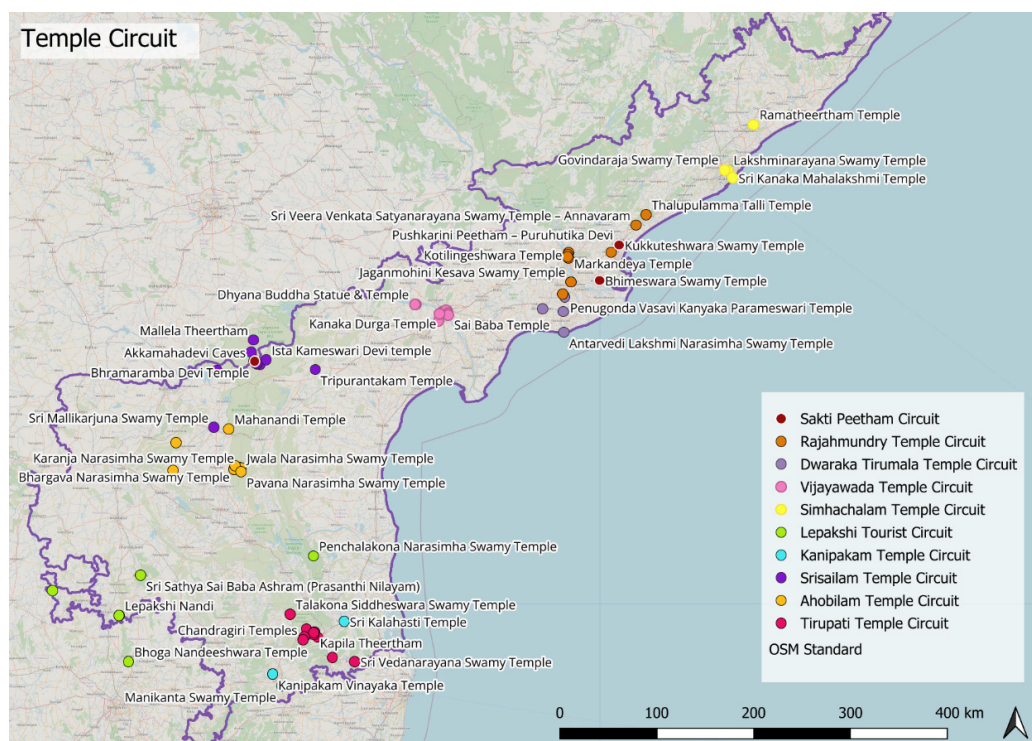 Temple Circuit
Ramatheertham Temple
Govindaraja Swamy Temple
Lakshminarayana Swamy Temple
Sri Kanaka Mahalakshmi Temple
Thalupulamma Talli Temple
Sri Veera Venkata Satyanarayana Swamy Temple – Annavaram
Pushkarini Peetham – Puruhutika Devi
Kukkuteshwara Swamy Temple
Kotilingeshwara Temple
Markandeya Temple
Jaganmohini Kesava Swamy Temple
Bhimeswara Swamy Temple
Dhyana Buddha Statue & Temple
Penugonda Vasavi Kanyaka Parameswari Temple
Kanaka Durga Temple
Sai Baba Temple
Mallela Theertham
Antarvedi Lakshmi Narasimha Swamy Temple
Akkamahadevi Caves
Ista Kameswari Devi temple
Bhramaramba Devi Temple
Tripurantakam Temple
Sri Mallikarjuna Swamy Temple
Mahanandi Temple
Karanja Narasimha Swamy Temple
Jwala Narasimha Swamy Temple
Bhargava Narasimha Swamy Temple
Pavana Narasimha Swamy Temple
Penchalakona Narasimha Swamy Temple
Sri Sathya Sai Baba Ashram (Prasanthi Nilayam)
Lepakshi Nandi
Talakona Siddheswara Swamy Temple
Sri Kalahasti Temple
Chandragiri Temples
Kapila Theertham
Bhoga Nandeeshwara Temple
Sri Vedanarayana Swamy Temple
Kanipakam Vinayaka Temple
Manikanta Swamy Temple
Sakti Peetham Circuit
Rajahmundry Temple Circuit
Dwaraka Tirumala Temple Circuit
Vijayawada Temple Circuit
Simhachalam Temple Circuit
Lepakshi Tourist Circuit
Kanipakam Temple Circuit
Srisailam Temple Circuit
Ahobilam Temple Circuit
Tirupati Temple Circuit
OSM Standard
0 100 200 300 400 km